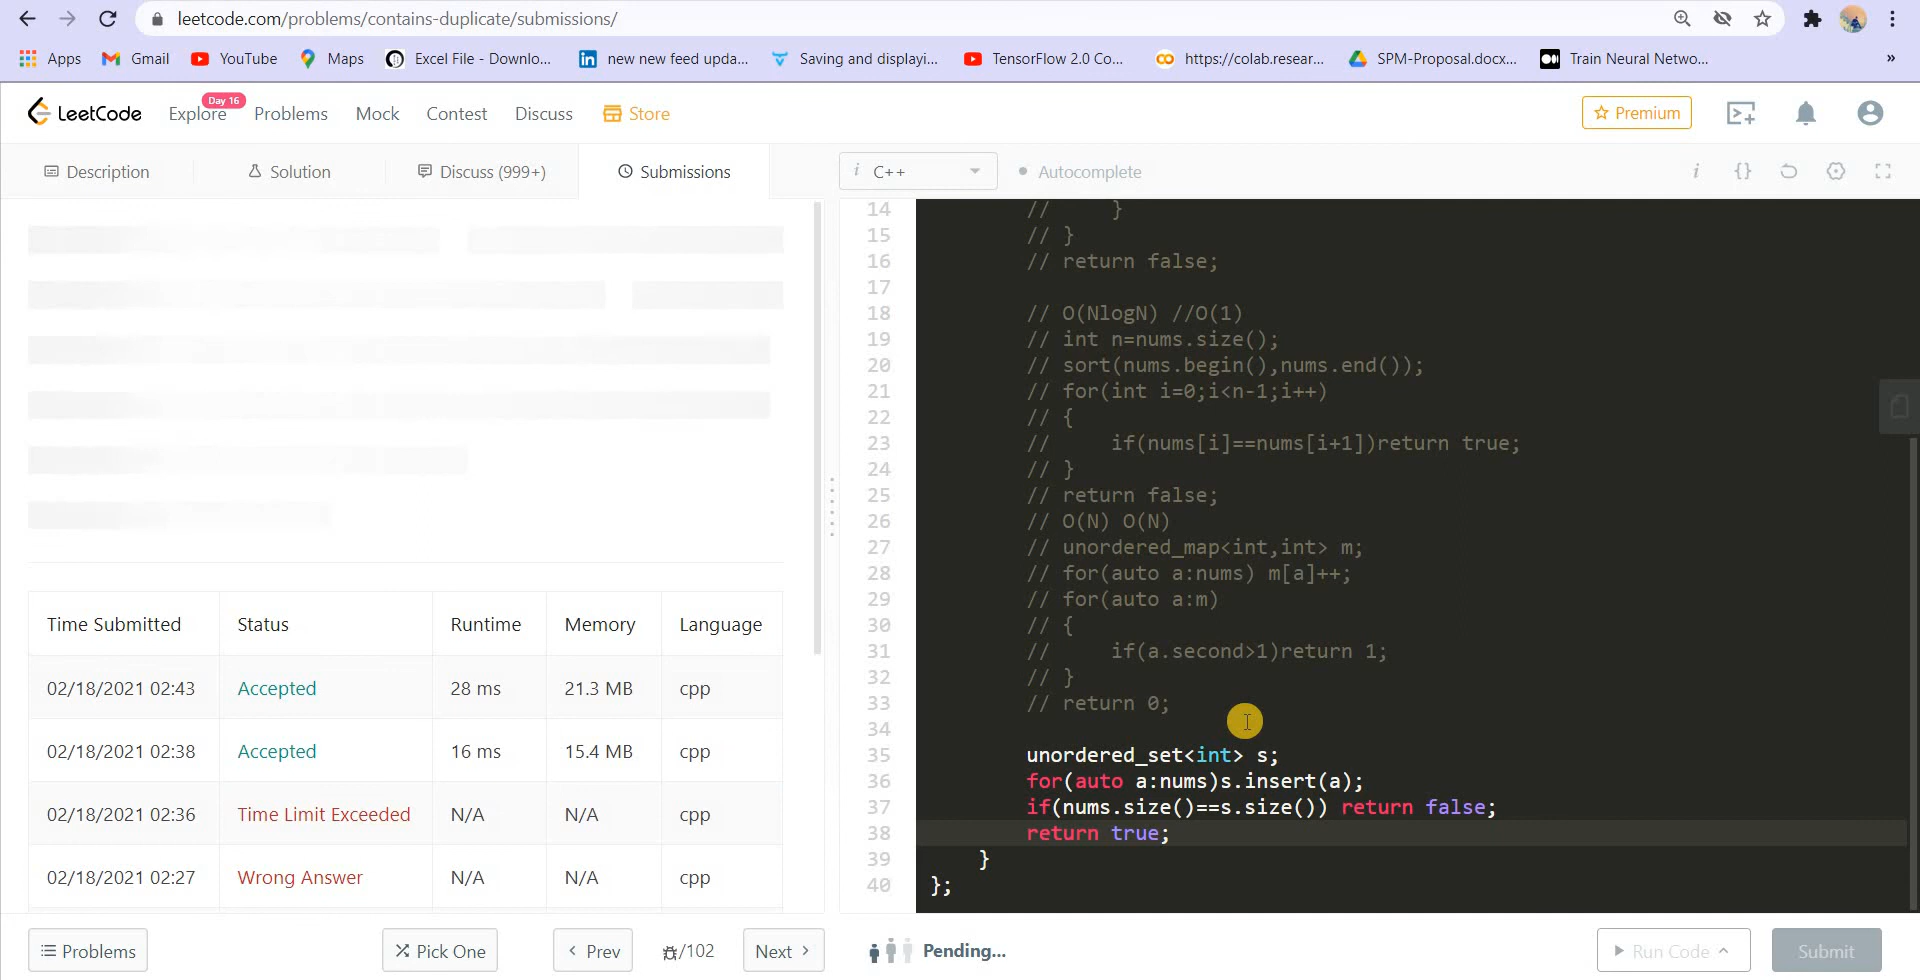 leetcode.com/problems/contains-duplicate/submissions/
Apps Gmail YouTube Maps Excel File - Downlo... new new feed upda... Saving and displayi... TensorFlow 2.0 Co... https://colab.resear... SPM-Proposal.docx... Train Neural Netwo... »
LeetCode Explore Day 16 Problems Mock Contest Discuss Store Premium
Description Solution Discuss (999+) Submissions i C++ Autocomplete i {}
14 // }
15 // }
16 // return false;
17
18 // O(NlogN) //O(1)
19 // int n=nums.size();
20 // sort(nums.begin(),nums.end());
21 // for(int i=0;i<n-1;i++)
22 // {
23 // if(nums[i]==nums[i+1])return true;
24 // }
25 // return false;
26 // O(N) O(N)
27 // unordered_map<int,int> m;
28 // for(auto a:nums) m[a]++;
29 // for(auto a:m)
30 // {
31 // if(a.second>1)return 1;
32 // }
33 // return 0;
34
35 unordered_set<int> s;
36 for(auto a:nums)s.insert(a);
37 if(nums.size()==s.size()) return false;
38 return true;
39 }
40 };
Time Submitted Status Runtime Memory Language
02/18/2021 02:43 Accepted 28 ms 21.3 MB cpp
02/18/2021 02:38 Accepted 16 ms 15.4 MB cpp
02/18/2021 02:36 Time Limit Exceeded N/A N/A cpp
02/18/2021 02:27 Wrong Answer N/A N/A cpp
Problems Pick One Prev /102 Next Pending... Run Code Submit